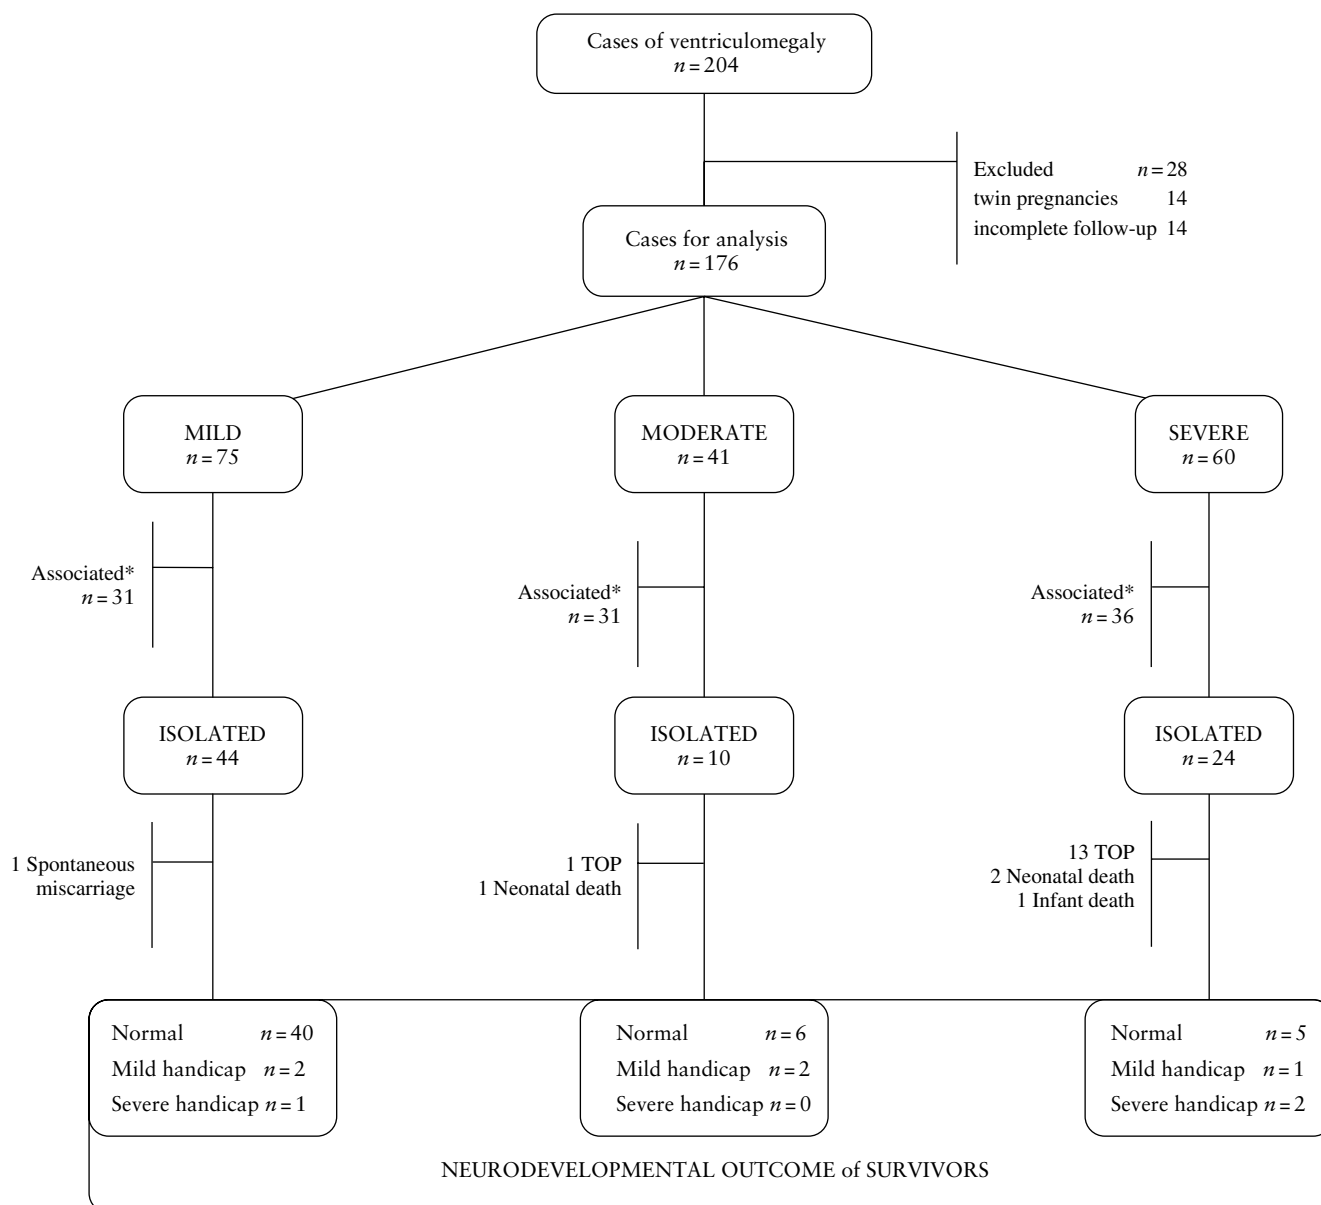 Cases of ventriculomegaly
n = 204
Excluded n = 28
twin pregnancies 14
incomplete follow-up 14
Cases for analysis
n = 176
MILD
n = 75
MODERATE
n = 41
SEVERE
n = 60
Associated*
n = 31
Associated*
n = 31
Associated*
n = 36
ISOLATED
n = 44
ISOLATED
n = 10
ISOLATED
n = 24
1 Spontaneous
miscarriage
1 TOP
1 Neonatal death
13 TOP
2 Neonatal death
1 Infant death
Normal n = 40
Mild handicap n = 2
Severe handicap n = 1
Normal n = 6
Mild handicap n = 2
Severe handicap n = 0
Normal n = 5
Mild handicap n = 1
Severe handicap n = 2
NEURODEVELOPMENTAL OUTCOME of SURVIVORS